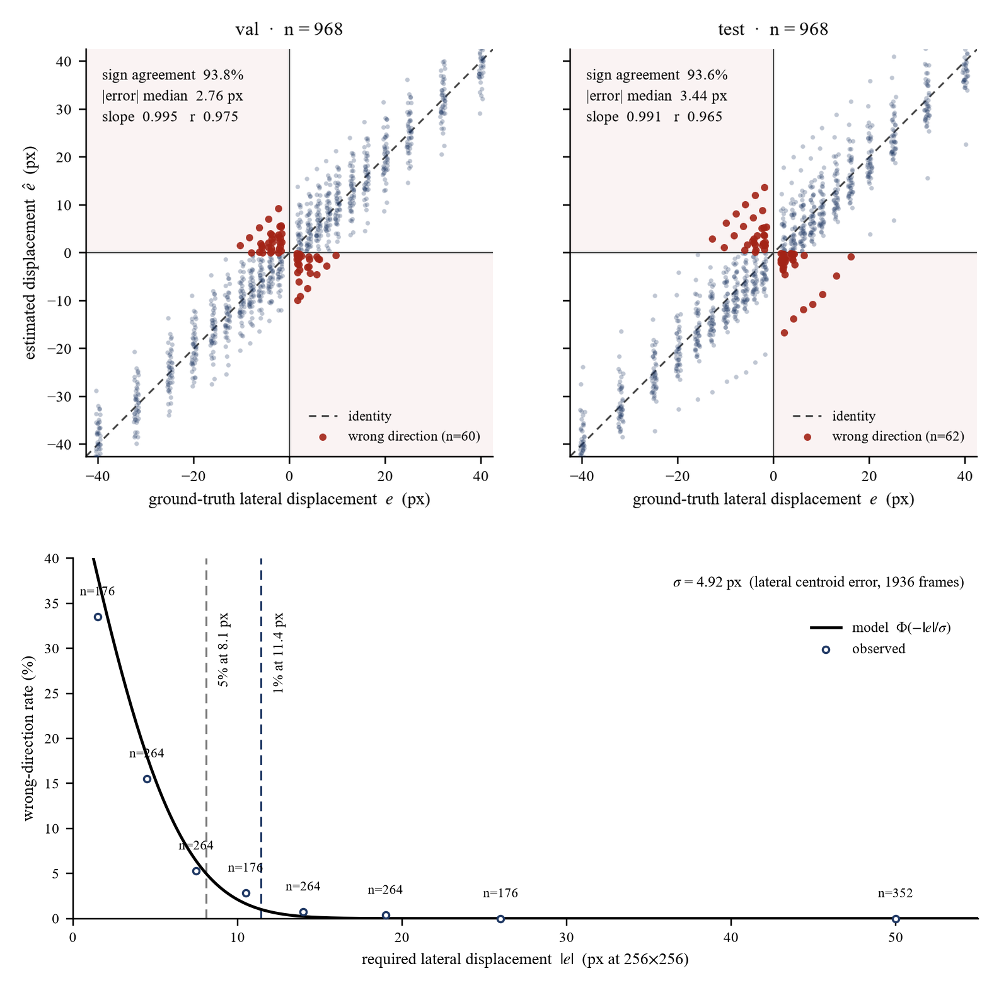 val · n = 968
sign agreement 93.8%
|error| median 2.76 px
slope 0.995 r 0.975
identity
wrong direction (n=60)
40
30
20
10
0
−10
−20
−30
−40
−40 −20 0 20 40
estimated displacement ê (px)
ground-truth lateral displacement e (px)
test · n = 968
sign agreement 93.6%
|error| median 3.44 px
slope 0.991 r 0.965
identity
wrong direction (n=62)
−40 −20 0 20 40
ground-truth lateral displacement e (px)
σ = 4.92 px (lateral centroid error, 1936 frames)
model Φ(−|e|/σ)
observed
5% at 8.1 px
1% at 11.4 px
n=176
n=264
n=264
n=176
n=264
n=264
n=176
n=352
40
35
30
25
20
15
10
5
0
0 10 20 30 40 50
wrong-direction rate (%)
required lateral displacement |e| (px at 256×256)